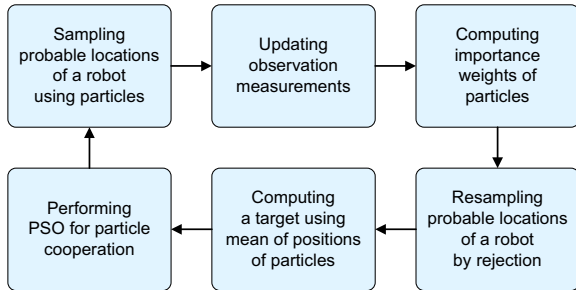 Sampling
probable locations
of a robot
using particles
Updating
observation
measurements
Computing
importance
weights of
particles
Performing
PSO for particle
cooperation
Computing
a target using
mean of positions
of particles
Resampling
probable locations
of a robot
by rejection